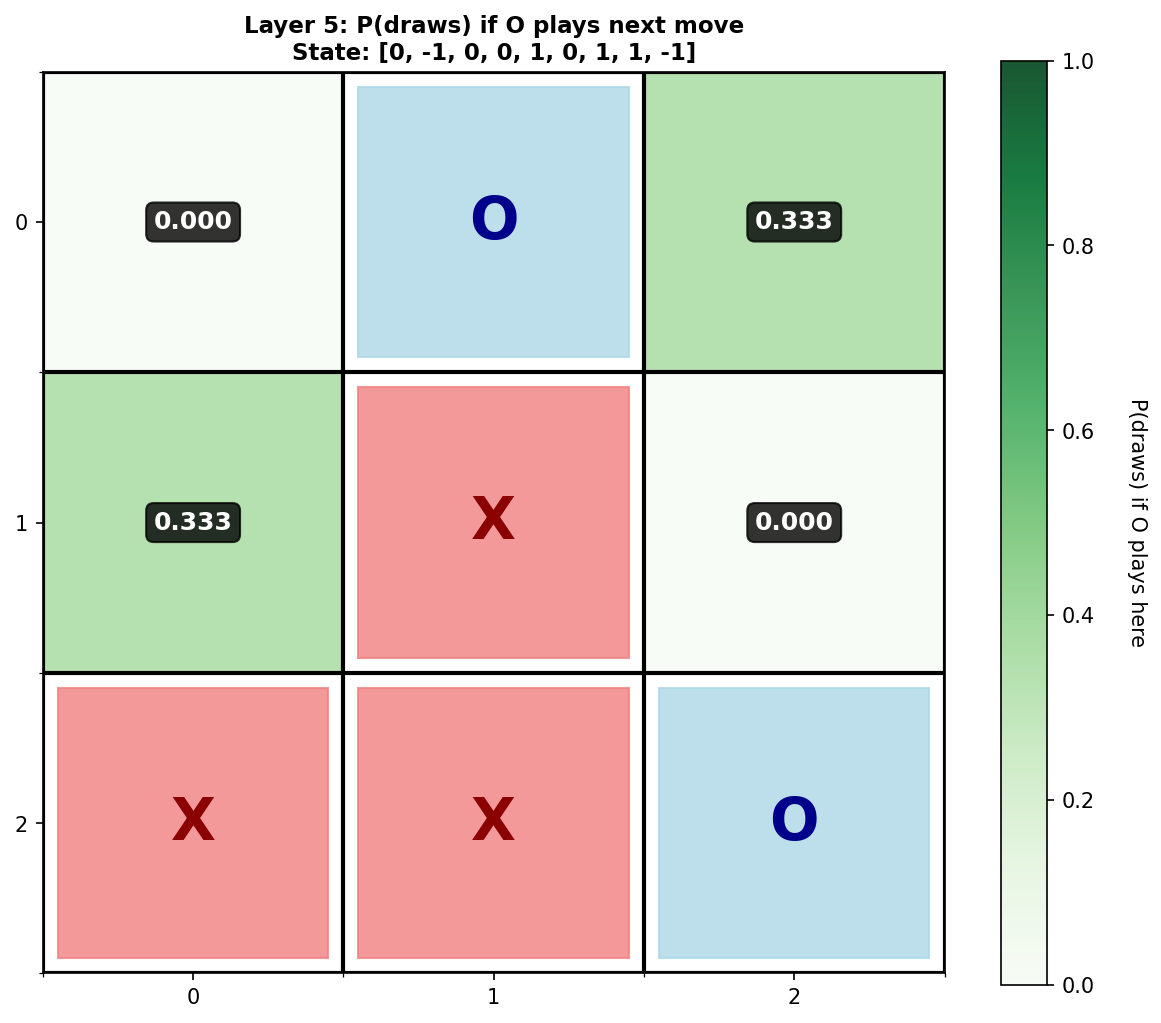 Layer 5: P(draws) if O plays next move
State: [0, -1, 0, 0, 1, 0, 1, 1, -1]
0.000
O
0.333
0.333
X
0.000
X
X
O
0
1
2
0
1
2
1.0
0.8
0.6
0.4
0.2
0.0
P(draws) if O plays here